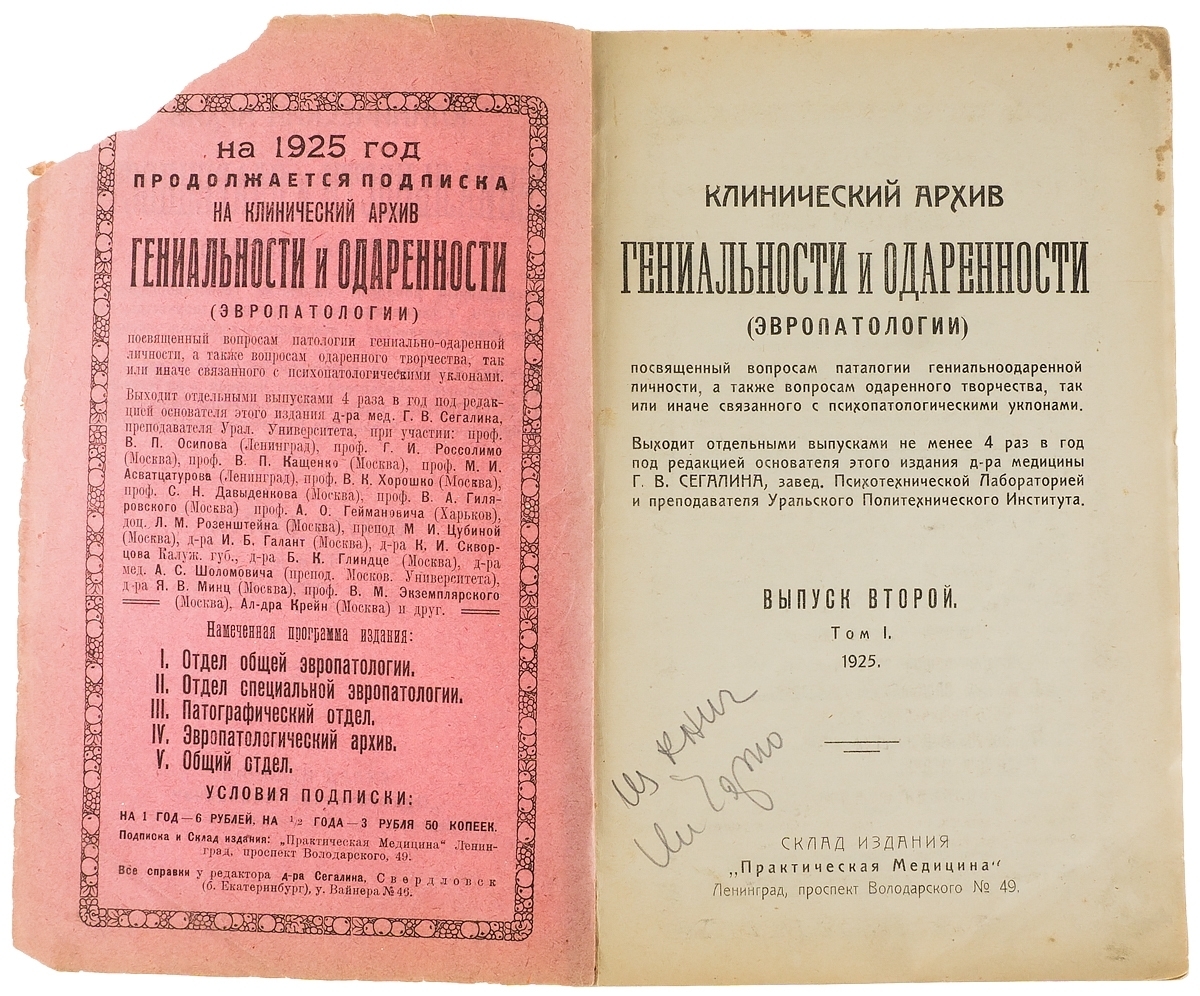 на 1925 год
ПРОДОЛЖАЕТСЯ ПОДПИСКА
НА КЛИНИЧЕСКИЙ АРХИВ
ГЕНИАЛЬНОСТИ и ОДАРЕННОСТИ
(ЭВРОПАТОЛОГИИ)
посвященный вопросам патологии гениально-одаренной
личности, а также вопросам одаренного творчества, так
или иначе связанного с психопатологическими уклонами.
Выходит отдельными выпусками 4 раза в год под редак-
цией основателя этого издания д-ра мед. Г. В. Сегалина,
преподавателя Урал. Университета, при участии: проф.
В. П. Осипова (Ленинград), проф. Г. И. Россолимо
(Москва), проф. В. П. Кащенко (Москва), проф. М. И.
Асватцатурова (Ленинград), проф. В. К. Хорошко (Москва),
проф. С. Н. Давыденкова (Москва), проф. В. А. Гиля-
ровского (Москва) проф. А. О. Геймановича (Харьков),
доц. Л. М. Розенштейна (Москва), препод М И. Цубиной
(Москва), д-ра И. Б. Галант (Москва), д-ра К. И. Сквор-
цова Калуж. губ., д-ра Б. К. Глиндце (Москва), д-ра
мед. А. С. Шоломовича (препод. Москов. Университета),
д-ра Я. В. Минц (Москва), проф. В. М. Экземплярского
(Москва), Ал-дра Крейн (Москва) и друг.
Намеченная программа издания:
I. Отдел общей эвропатологии.
II. Отдел специальной эвропатологии.
III. Патографический отдел.
IV. Эвропатологический архив.
V. Общий отдел.
УСЛОВИЯ ПОДПИСКИ:
НА 1 ГОД—6 РУБЛЕЙ, НА 1/2 ГОДА—3 РУБЛЯ 50 КОПЕЕК.
Подписка и Склад издания: „Практическая Медицина“ Ленин-
град, проспект Володарского, 49.
Все справки у редактора д-ра Сегалина, Свердловск
(б. Екатеринбург), у. Вайнера № 46.
КЛИНИЧЕСКИЙ АРХИВ
ГЕНИАЛЬНОСТИ и ОДАРЕННОСТИ
(ЭВРОПАТОЛОГИИ)
посвященный вопросам паталогии гениальноодаренной
личности, а также вопросам одаренного творчества, так
или иначе связанного с психопатологическими уклонами.
Выходит отдельными выпусками не менее 4 раз в год
под редакцией основателя этого издания д-ра медицины
Г. В. СЕГАЛИНА, завед. Психотехнической Лабораторией
и преподавателя Уральского Политехнического Института.
ВЫПУСК ВТОРОЙ.
Том I.
1925.
из книг
СКЛАД ИЗДАНИЯ
„Практическая Медицина“
Ленинград, проспект Володарского № 49.